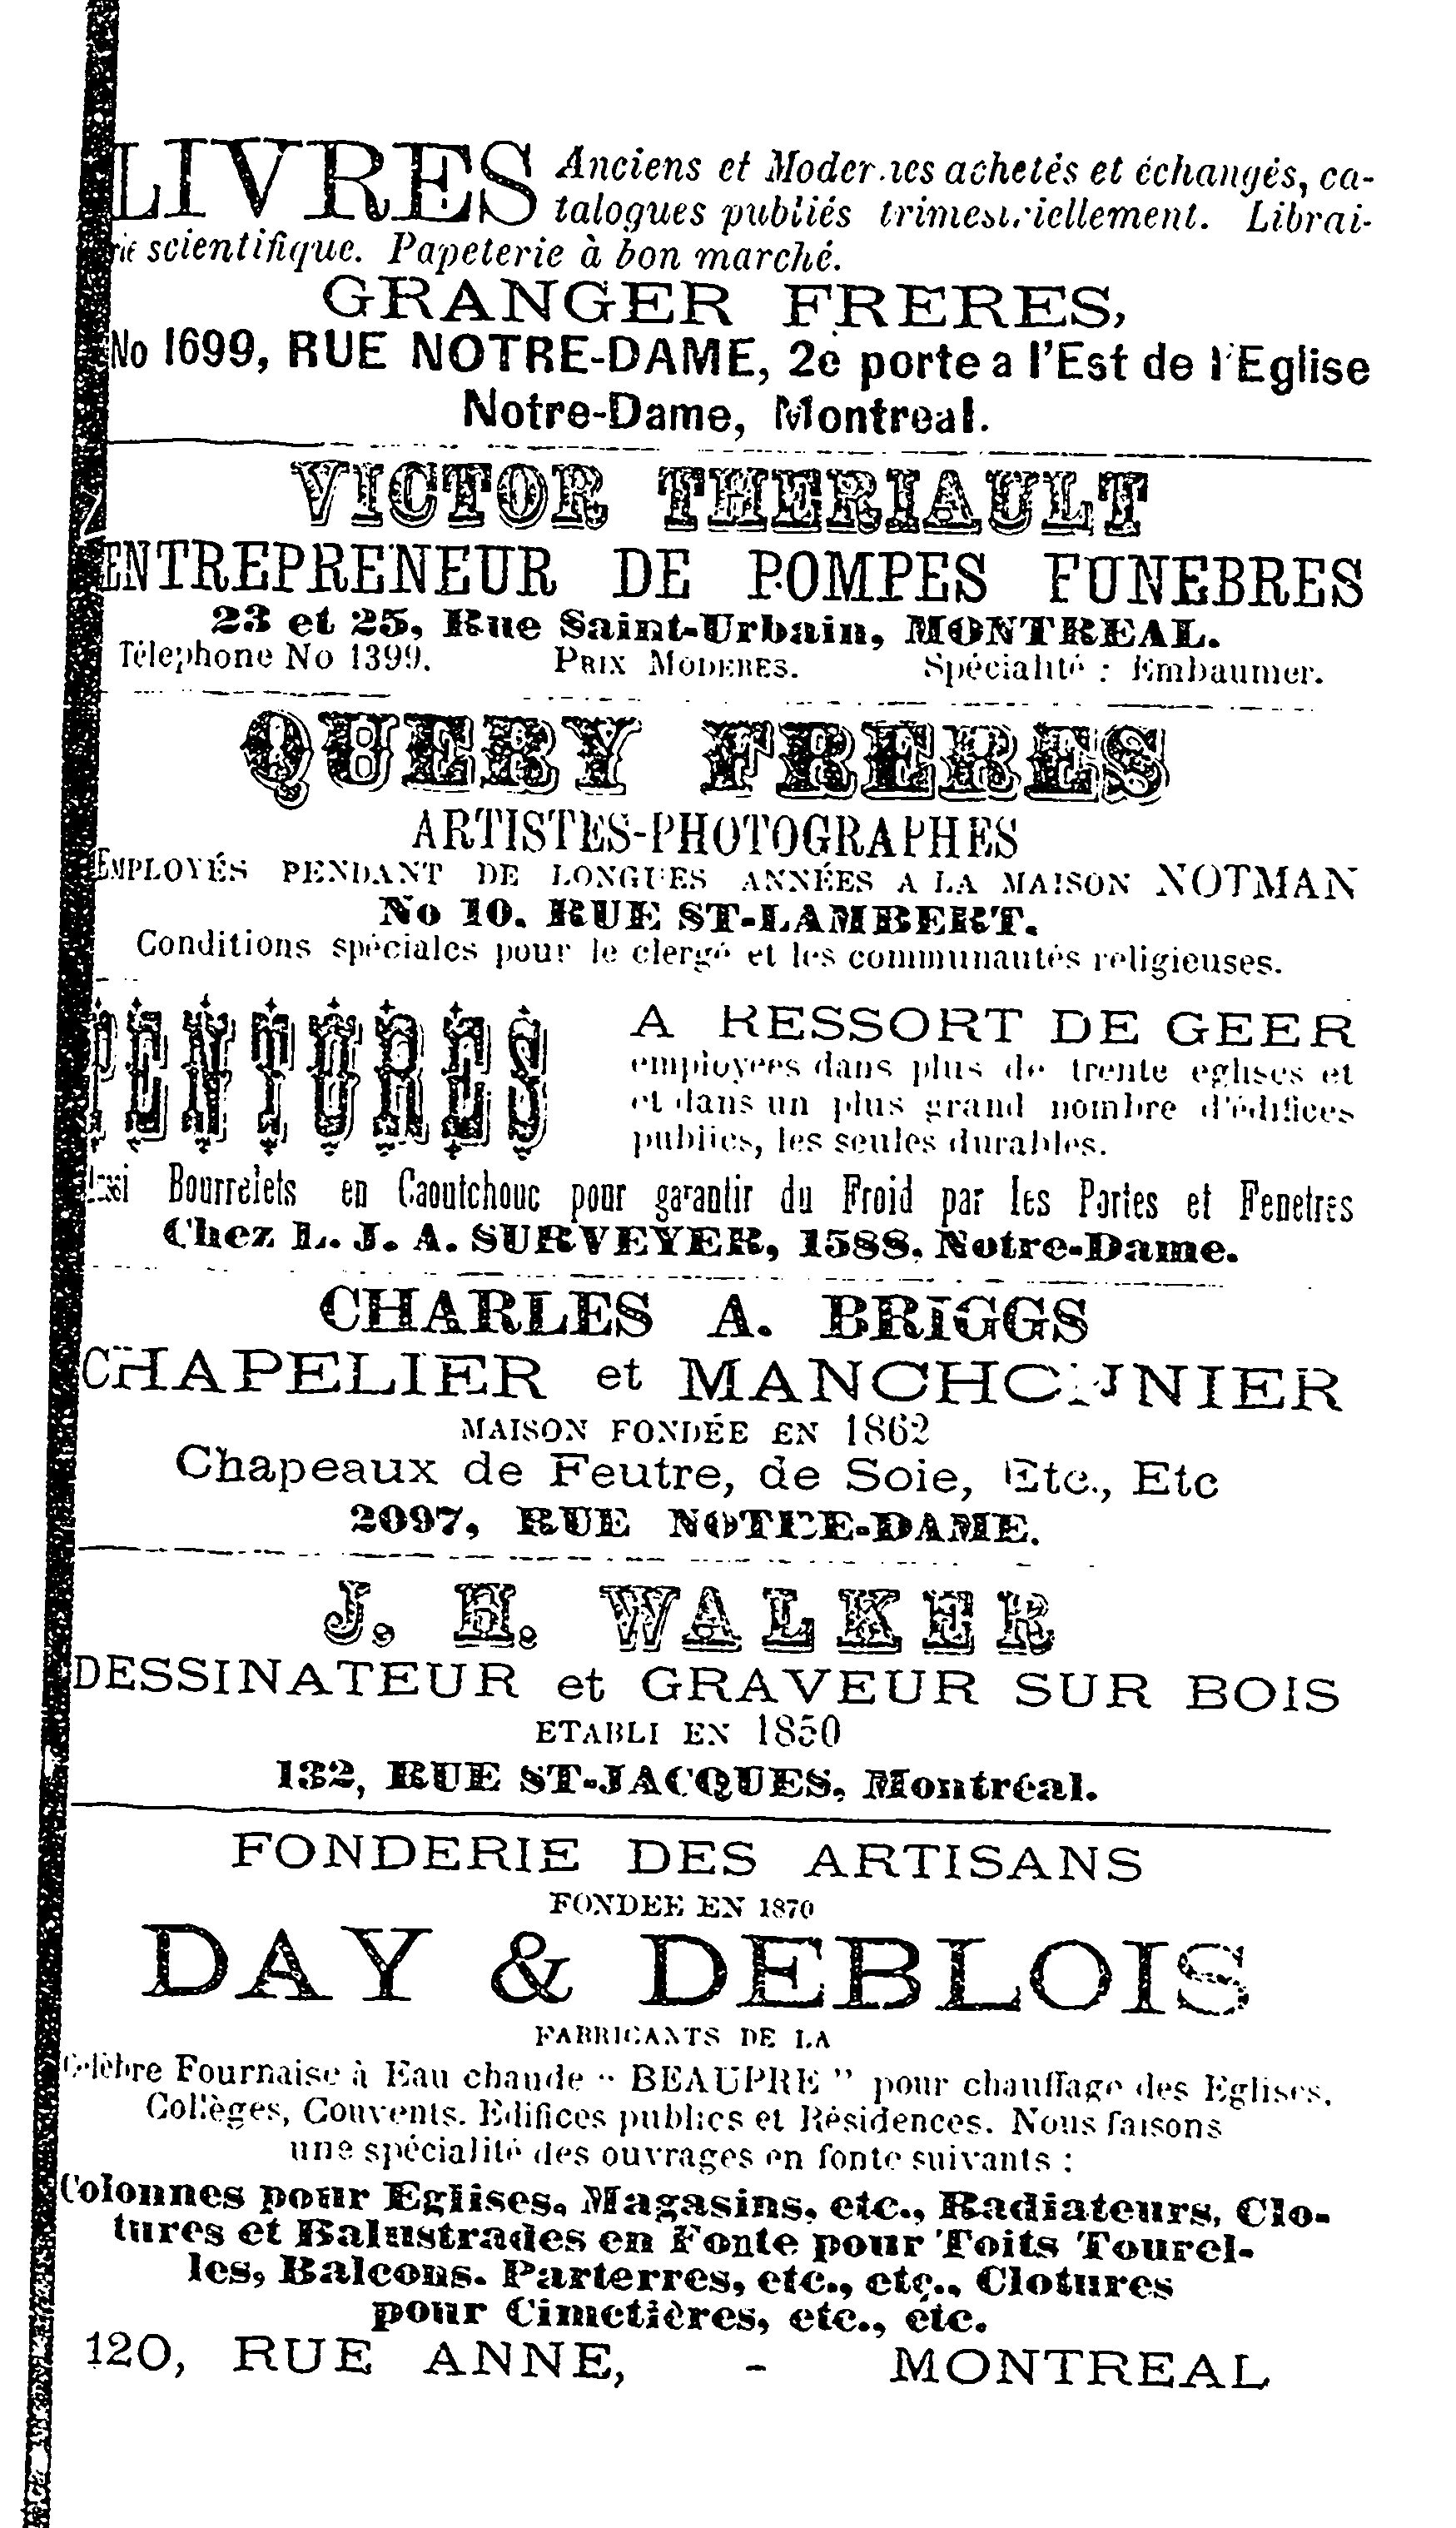 LIVRES Anciens et Modernes achetés et échangés, ca-
talogues publiés trimestriellement. Librai-
rie scientifique. Papeterie à bon marché.
GRANGER FRERES,
No 1699, RUE NOTRE-DAME, 2e porte a l'Est de l'Eglise
Notre-Dame, Montreal.
VICTOR THERIAULT
ENTREPRENEUR DE POMPES FUNEBRES
23 et 25, Rue Saint-Urbain, MONTREAL.
Télephone No 1399. PRIX MODERES. Spécialité : Embaumer.
QUERY FRERES
ARTISTES-PHOTOGRAPHES
EMPLOYÉS PENDANT DE LONGUES ANNÉES A LA MAISON NOTMAN
No 10. RUE ST-LAMBERT.
Conditions spéciales pour le clergé et les communautés religieuses.
PENTURES A RESSORT DE GEER
employees dans plus de trente eglises et
et dans un plus grand nombre d'édifices
publics, les seules durables.
Aussi Bourrelets en Caoutchouc pour garantir du Froid par les Portes et Fenetres
Chez L. J. A. SURVEYER, 1588, Notre-Dame.
CHARLES A. BRIGGS
CHAPELIER et MANCHONNIER
MAISON FONDÉE EN 1862
Chapeaux de Feutre, de Soie, Etc., Etc
2097, RUE NOTRE-DAME.
J. H. WALKER
DESSINATEUR et GRAVEUR SUR BOIS
ETABLI EN 1850
132, RUE ST-JACQUES, Montréal.
FONDERIE DES ARTISANS
FONDEE EN 1870
DAY & DEBLOIS
FABRICANTS DE LA
Célèbre Fournaise à Eau chaude " BEAUPRE " pour chauffage des Eglises,
Collèges, Couvents, Edifices publics et Résidences. Nous faisons
une spécialité des ouvrages en fonte suivants :
Colonnes pour Eglises, Magasins, etc., Radiateurs, Clo-
tures et Balustrades en Fonte pour Toits Tourel-
les, Balcons. Parterres, etc., etc., Clotures
pour Cimetières, etc., etc.
120, RUE ANNE, - MONTREAL